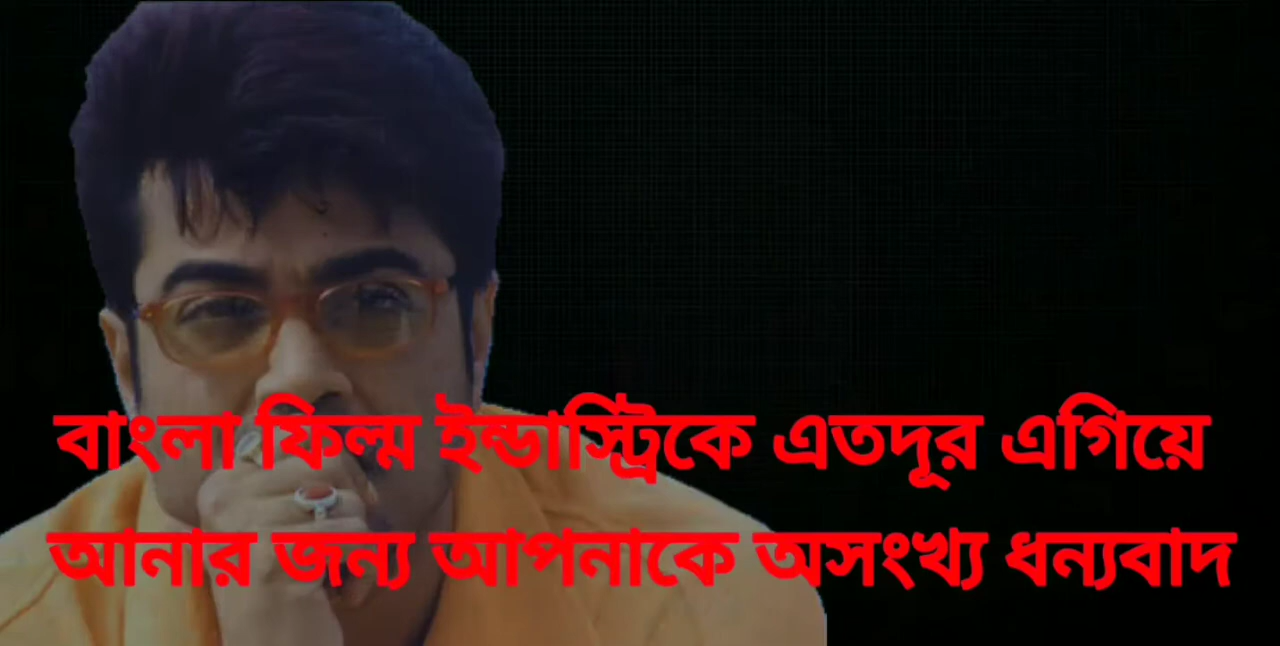 বাংলা ফিল্ম ইন্ডাস্ট্রিকে এতদূর এগিয়ে
আনার জন্য আপনাকে অসংখ্য ধন্যবাদ